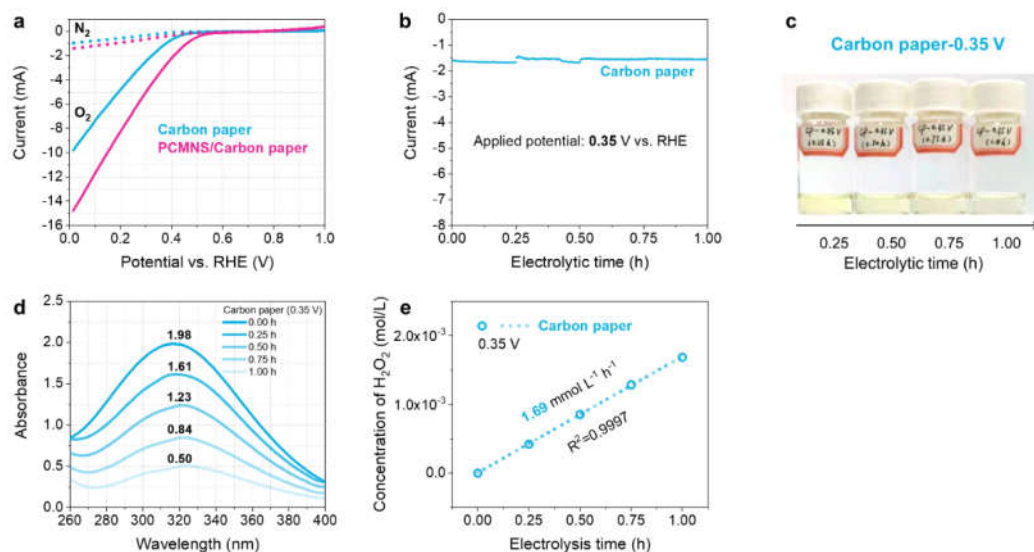 a
N₂
O₂
Carbon paper
PCMNS/Carbon paper
Current (mA)
0
-2
-4
-6
-8
-10
-12
-14
-16
0.0 0.2 0.4 0.6 0.8 1.0
Potential vs. RHE (V)
b
Carbon paper
Applied potential: 0.35 V vs. RHE
Current (mA)
1
0
-1
-2
-3
-4
-5
-6
-7
-8
0.00 0.25 0.50 0.75 1.00
Electrolytic time (h)
c
Carbon paper-0.35 V
0.25 0.50 0.75 1.00
Electrolytic time (h)
d
Carbon paper (0.35 V)
0.00 h
0.25 h
0.50 h
0.75 h
1.00 h
1.98
1.61
1.23
0.84
0.50
Absorbance
2.5
2.0
1.5
1.0
0.5
0.0
260 280 300 320 340 360 380 400
Wavelength (nm)
e
Carbon paper
0.35 V
1.69 mmol L⁻¹ h⁻¹
R²=0.9997
Concentration of H₂O₂ (mol/L)
2.0x10⁻³
1.0x10⁻³
0.0
0.00 0.25 0.50 0.75 1.00
Electrolysis time (h)